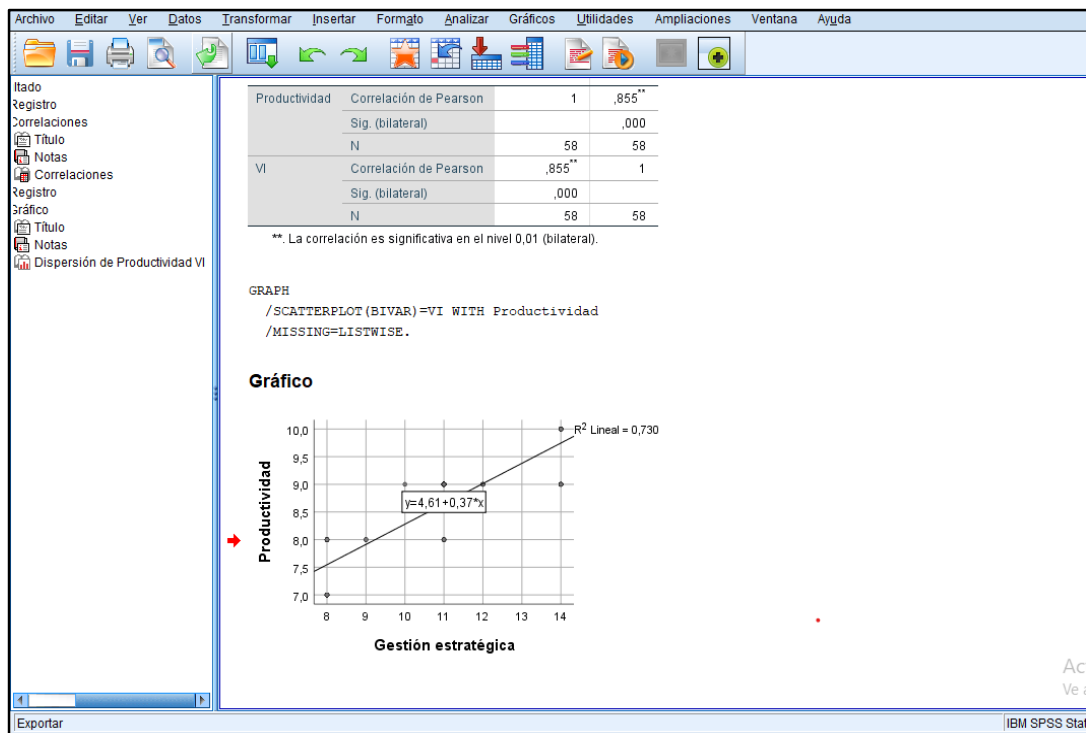 Archivo Editar Ver Datos Transformar Insertar Formato Analizar Gráficos Utilidades Ampliaciones Ventana Ayuda
ltado
Registro
Correlaciones
Título
Notas
Correlaciones
Registro
Gráfico
Título
Notas
Dispersión de Productividad VI
Productividad Correlación de Pearson 1 ,855**
Sig. (bilateral) ,000
N 58 58
VI Correlación de Pearson ,855** 1
Sig. (bilateral) ,000
N 58 58
**. La correlación es significativa en el nivel 0,01 (bilateral).
GRAPH
/SCATTERPLOT(BIVAR)=VI WITH Productividad
/MISSING=LISTWISE.
Gráfico
R2 Lineal = 0,730
10,0
9,5
9,0
8,5
8,0
7,5
7,0
Productividad
y=4,61+0,37*x
8 9 10 11 12 13 14
Gestión estratégica
Ac
Ve a
Exportar
IBM SPSS Stat